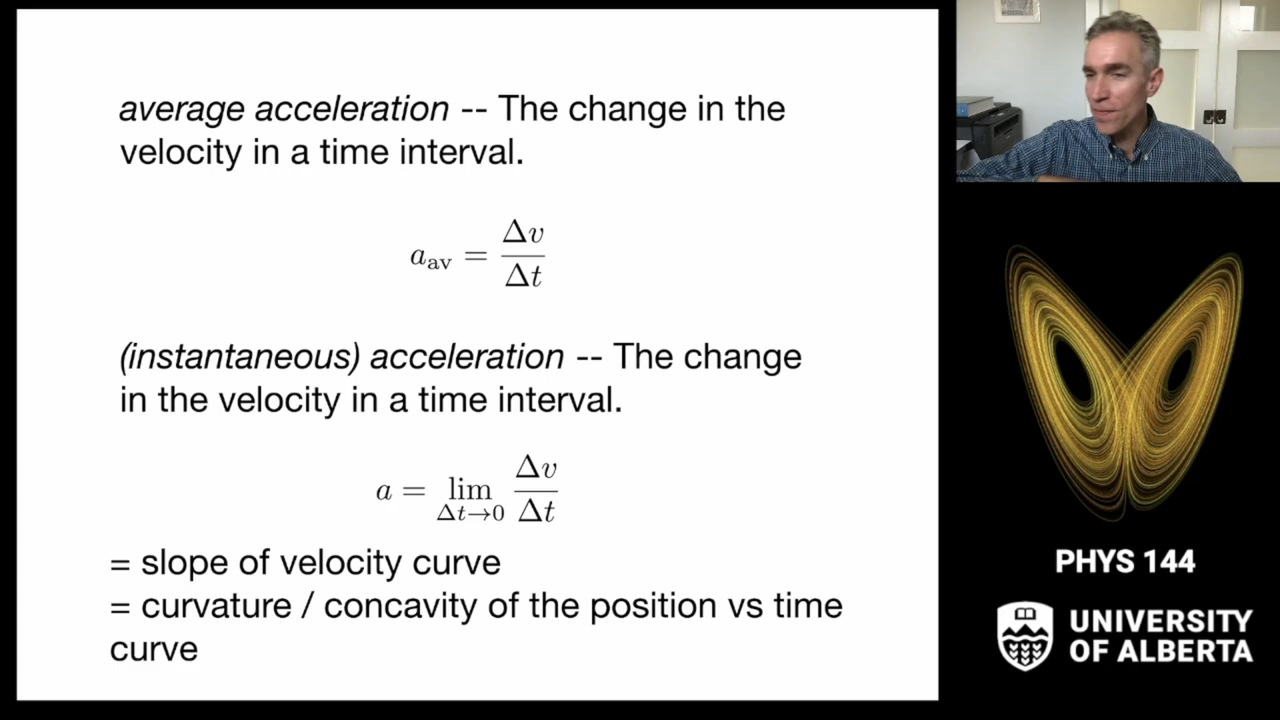 average acceleration -- The change in the
velocity in a time interval.
a_av = Δv/Δt
(instantaneous) acceleration -- The change
in the velocity in a time interval.
a = lim_{Δt→0} Δv/Δt
= slope of velocity curve
= curvature / concavity of the position vs time
curve
PHYS 144
UNIVERSITY
OF ALBERTA